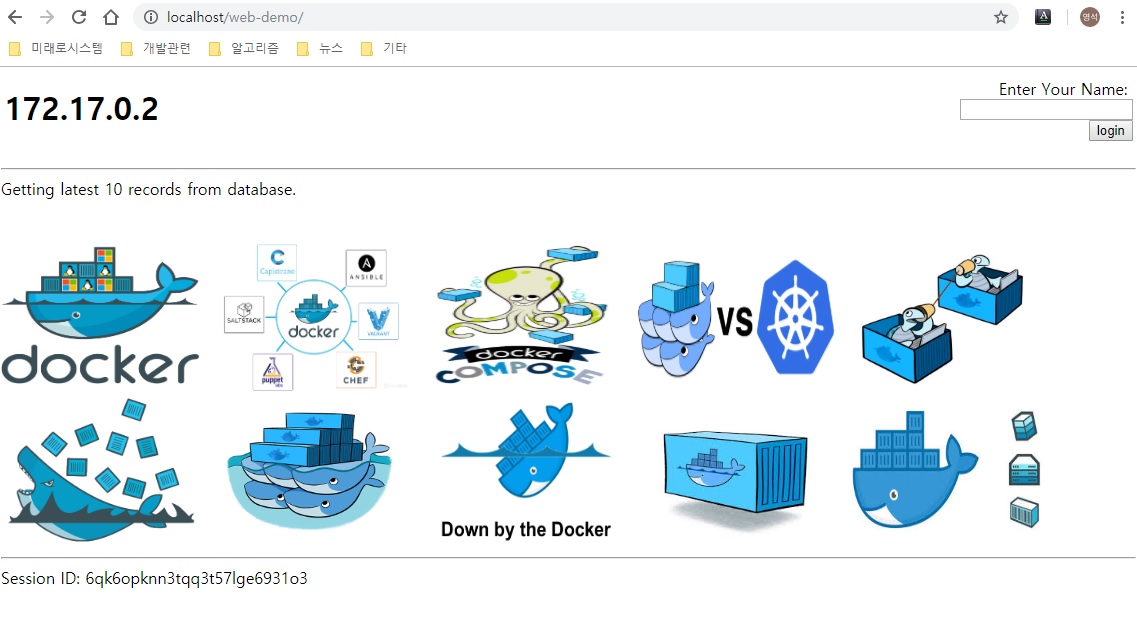 localhost/web-demo/
A
영석
미래로시스템 개발관련 알고리즘 뉴스 기타
172.17.0.2
Enter Your Name:
login
Getting latest 10 records from database.
docker
C
Capistrano
A
ANSIBLE
SALTSTACK
docker
V
VAGRANT
puppet
labs
CHEF
docker
COMPOSE
VS
Down by the Docker
Session ID: 6qk6opknn3tqq3t57lge6931o3